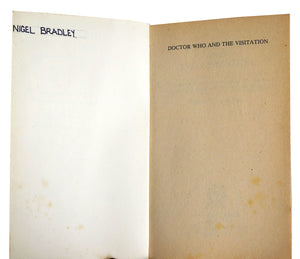 NIGEL BRADLEY
DOCTOR WHO AND THE VISITATION